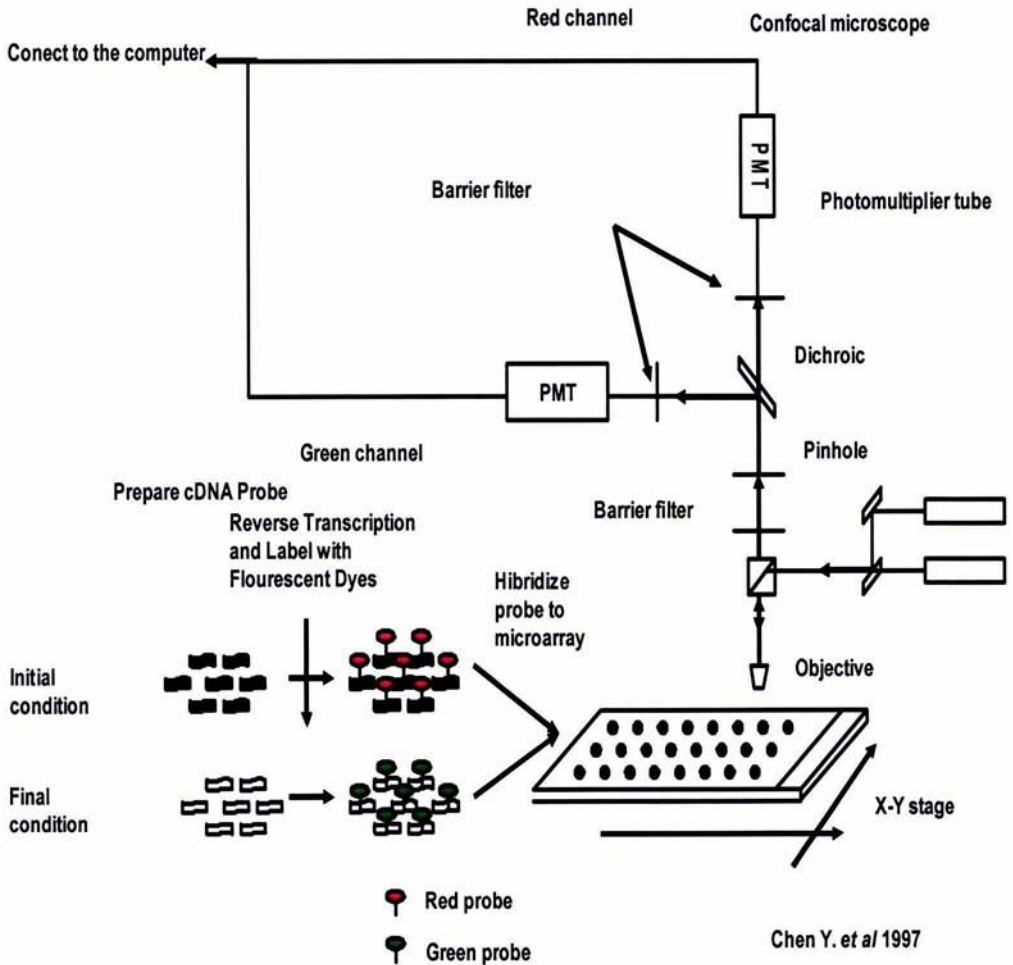 Red channel
Confocal microscope
Conect to the computer
PMT
Barrier filter
Photomultiplier tube
Dichroic
PMT
Green channel
Pinhole
Prepare cDNA Probe
Barrier filter
Reverse Transcription
and Label with
Flourescent Dyes
Hibridize
probe to
microarray
Objective
Initial
condition
Final
condition
X-Y stage
Red probe
Green probe
Chen Y. et al 1997